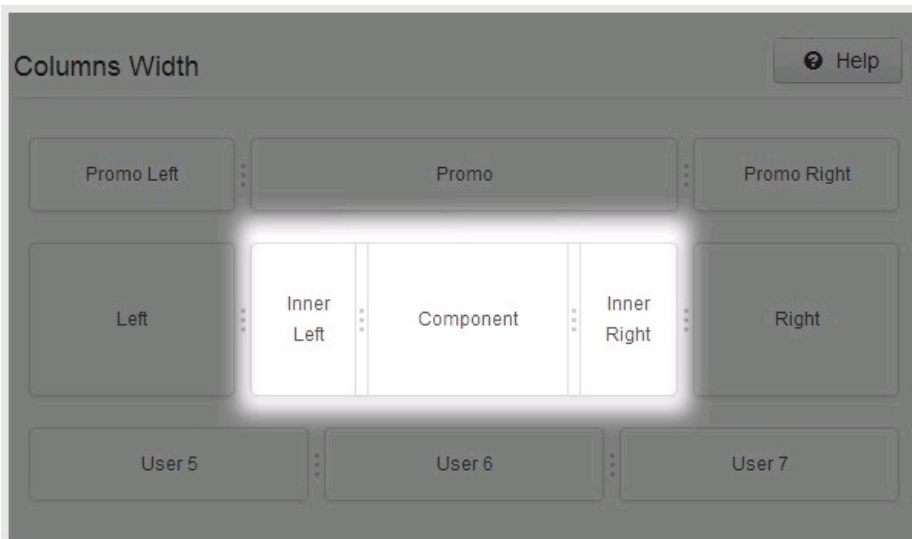 Columns Width
Help
Promo Left
Promo
Promo Right
Left
Inner
Left
Component
Inner
Right
Right
User 5
User 6
User 7